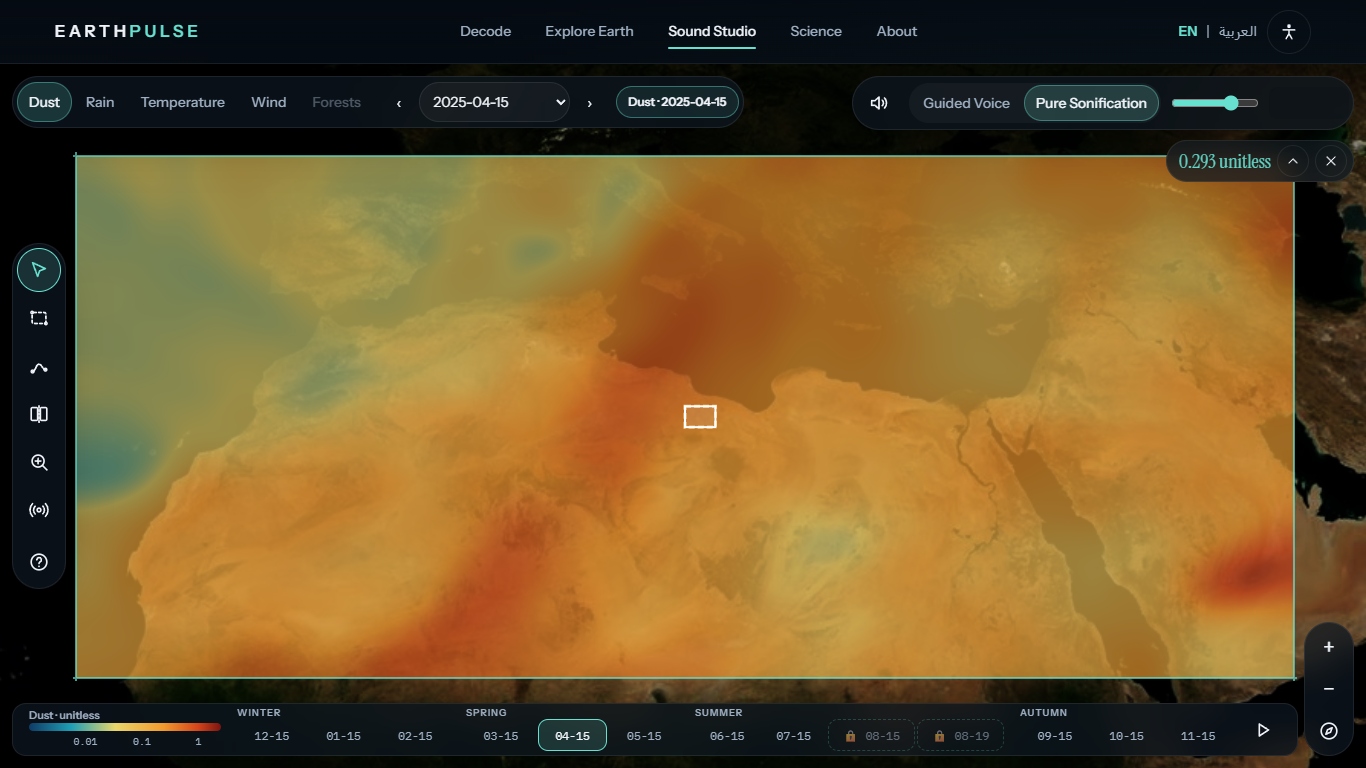 EARTHPULSE
Decode
Explore Earth
Sound Studio
Science
About
EN | العربية
Dust
Rain
Temperature
Wind
Forests
‹
2025-04-15
›
Dust · 2025-04-15
Guided Voice
Pure Sonification
0.293 unitless
Dust · unitless
0.01 0.1 1
WINTER
12-15 01-15 02-15
SPRING
03-15 04-15 05-15
SUMMER
06-15 07-15 08-15 08-19
AUTUMN
09-15 10-15 11-15